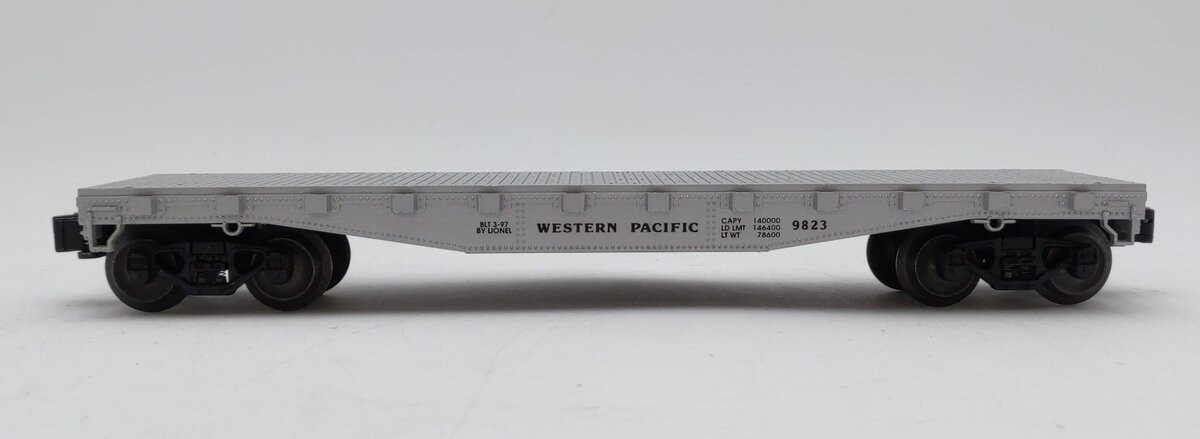 BLT 3-97
BY LIONEL
WESTERN PACIFIC
CAPY 140000
LD LMT 146400
LT WT 78600
9823